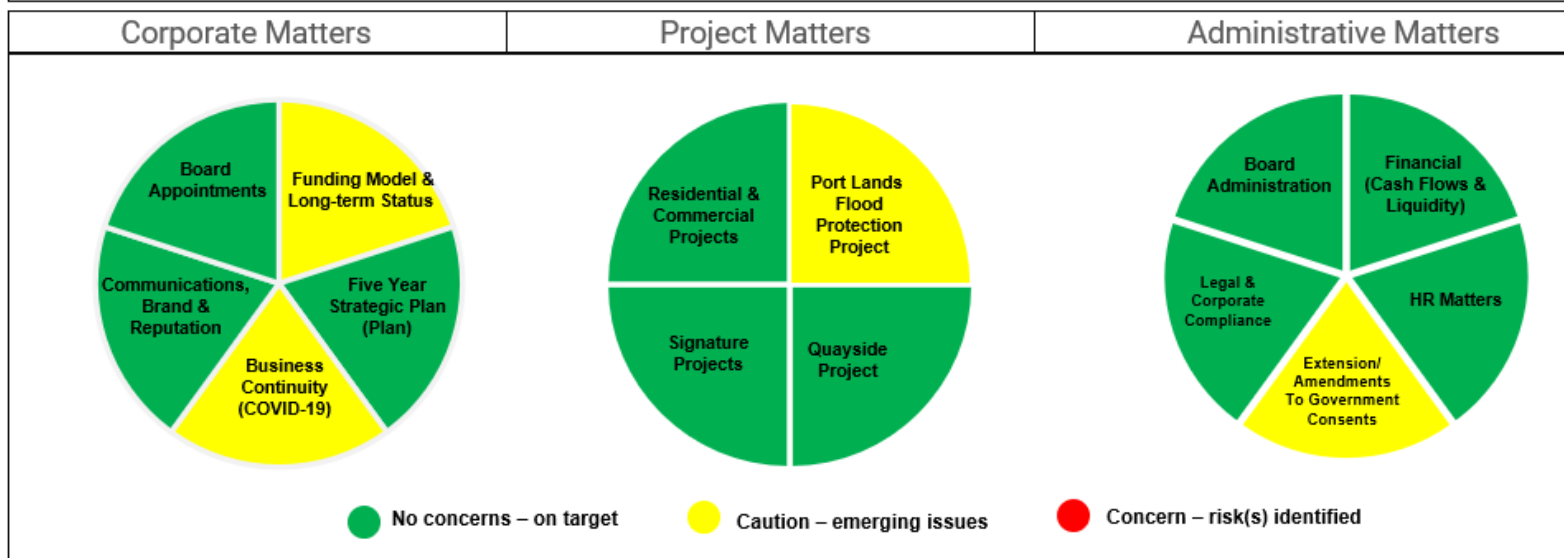 Corporate Matters
Project Matters
Administrative Matters
Board
Appointments
Funding Model &
Long-term Status
Communications,
Brand &
Reputation
Five Year
Strategic Plan
(Plan)
Business
Continuity
(COVID-19)
Residential &
Commercial
Projects
Port Lands
Flood
Protection
Project
Signature
Projects
Quayside
Project
Board
Administration
Financial
(Cash Flows &
Liquidity)
Legal &
Corporate
Compliance
HR Matters
Extension/
Amendments
To Government
Consents
No concerns – on target
Caution – emerging issues
Concern – risk(s) identified